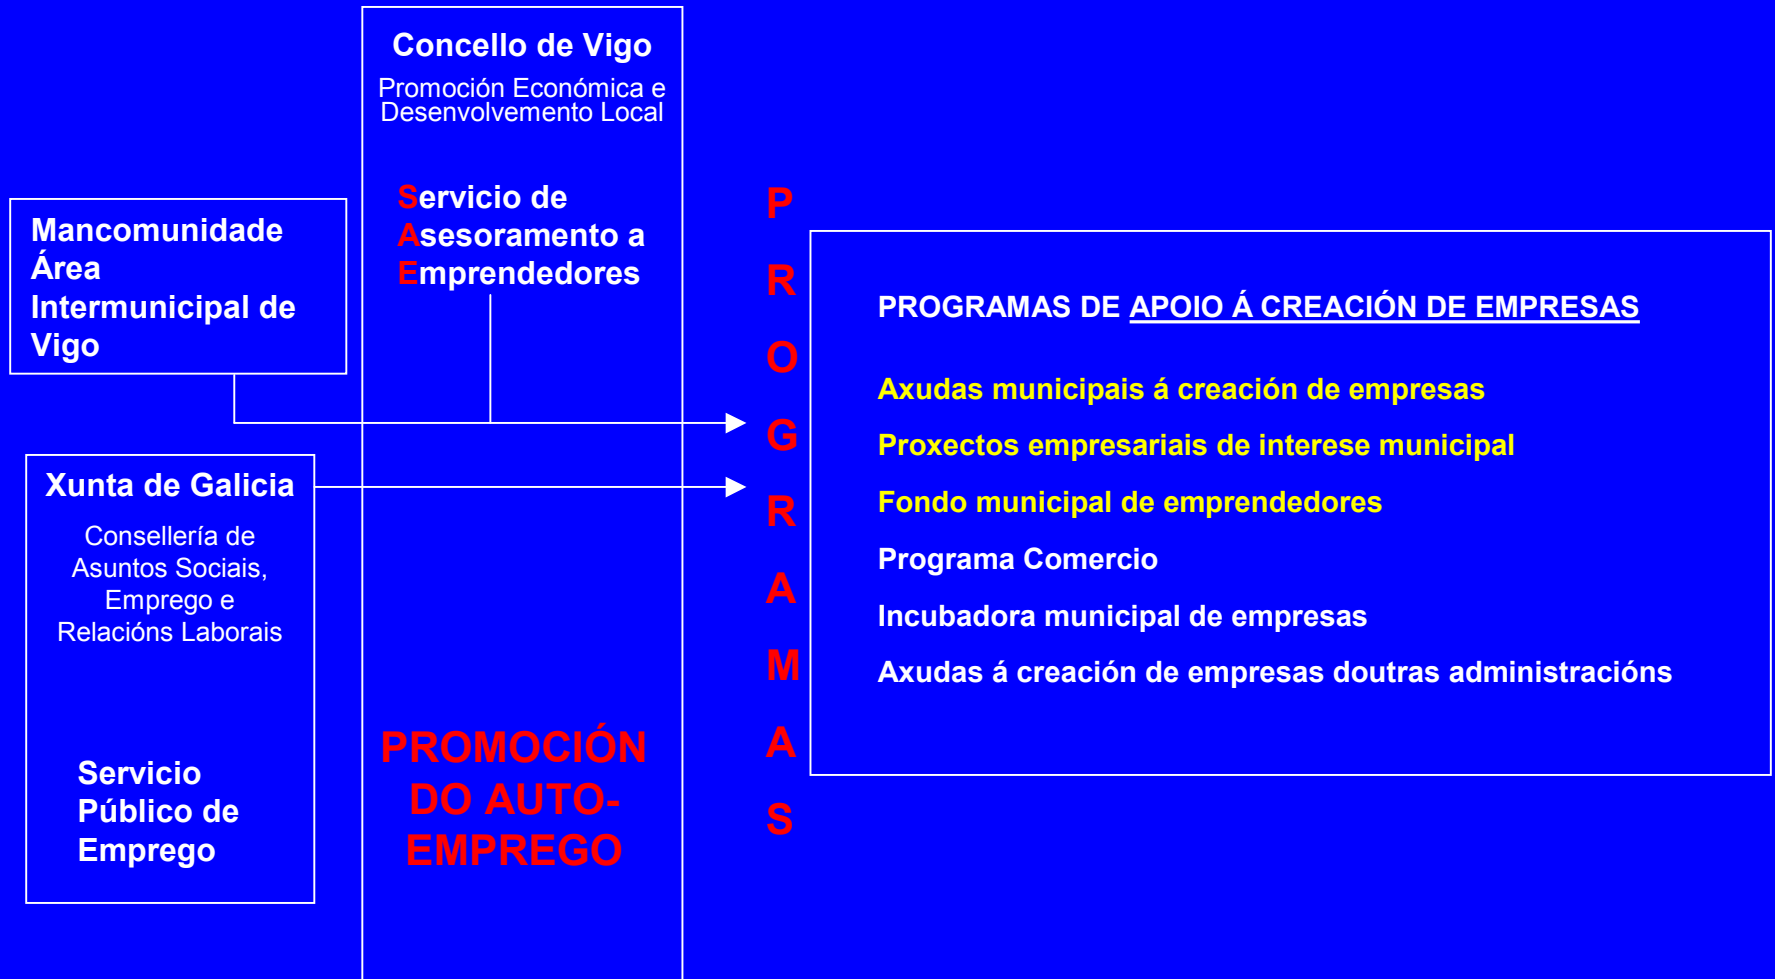 Concello de Vigo
Promoción Económica e
Desenvolvemento Local
Servicio de
Asesoramento a
Emprendedores
Mancomunidade
Área
Intermunicipal de
Vigo
Xunta de Galicia
Consellería de
Asuntos Sociais,
Emprego e
Relacións Laborais
Servicio
Público de
Emprego
PROMOCIÓN
DO AUTO-
EMPREGO
P
R
O
G
R
A
M
A
S
PROGRAMAS DE APOIO Á CREACIÓN DE EMPRESAS
Axudas municipais á creación de empresas
Proxectos empresariais de interese municipal
Fondo municipal de emprendedores
Programa Comercio
Incubadora municipal de empresas
Axudas á creación de empresas doutras administracións